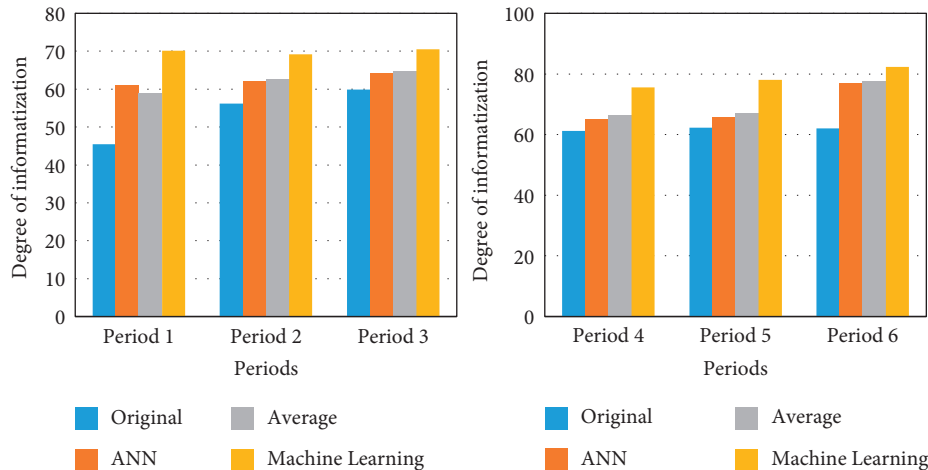 80
70
60
50
40
30
20
10
0
Degree of informatization
Period 1 Period 2 Period 3
Periods
Original Average
ANN Machine Learning
100
80
60
40
20
0
Degree of informatization
Period 4 Period 5 Period 6
Periods
Original Average
ANN Machine Learning